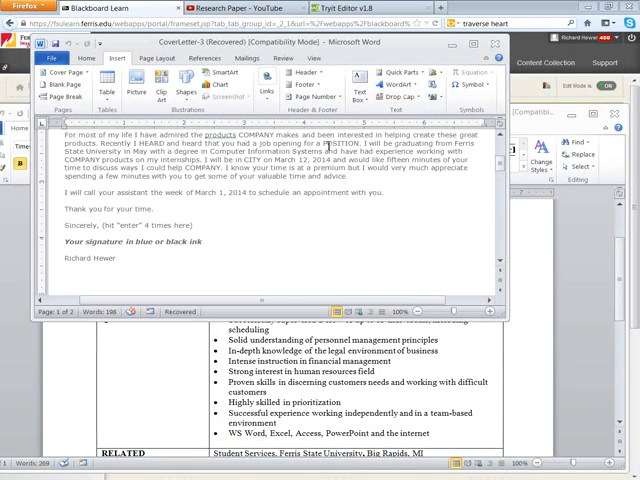 Firefox
Blackboard Learn
Research Paper - YouTube
Tryit Editor v1.8
https://fsulearn.ferris.edu/webapps/portal/frameset.jsp?tab_tab_group_id=_2_1&url=%2Fwebapps%2Fblackboard%
traverse heart
Richard Hewer
Content Collection
Edit Mode is:
CoverLetter-3 (Recovered) [Compatibility Mode] - Microsoft Word
File
Home
Insert
Page Layout
References
Mailings
Review
View
Cover Page
Blank Page
Page Break
Pages
Table
Tables
Picture
Clip Art
Shapes
SmartArt
Chart
Illustrations
Links
Header
Footer
Page Number
Header & Footer
Text Box
Quick Parts
WordArt
Drop Cap
Text
Equation
Symbol
Symbols
[Compatibility...
Find
Replace
Select
Change Styles
Editing
For most of my life I have admired the products COMPANY makes and been interested in helping create these great
products. Recently I HEARD and heard that you had a job opening for a POSITION. I will be graduating from Ferris
State University in May with a degree in Computer Information Systems and have had experience working with
COMPANY products on my internships. I will be in CITY on March 12, 2014 and would like fifteen minutes of your
time to discuss ways I could help COMPANY. I know your time is at a premium but I would very much appreciate
spending a few minutes with you to get some of your valuable time and advice.
I will call your assistant the week of March 1, 2014 to schedule an appointment with you.
Thank you for your time.
Sincerely, (hit "enter" 4 times here)
Your signature in blue or black ink
Richard Hewer
Page: 1 of 2
Words: 198
Recovered
100%
scheduling
Solid understanding of personnel management principles
In-depth knowledge of the legal environment of business
Intense instruction in financial management
Strong interest in human resources field
Proven skills in discerning customers needs and working with difficult
customers
Highly skilled in prioritization
Successful experience working independently and in a team-based
environment
WS Word, Excel, Access, PowerPoint and the internet
RELATED
Student Services, Ferris State University, Big Rapids, MI
Words: 269
100%